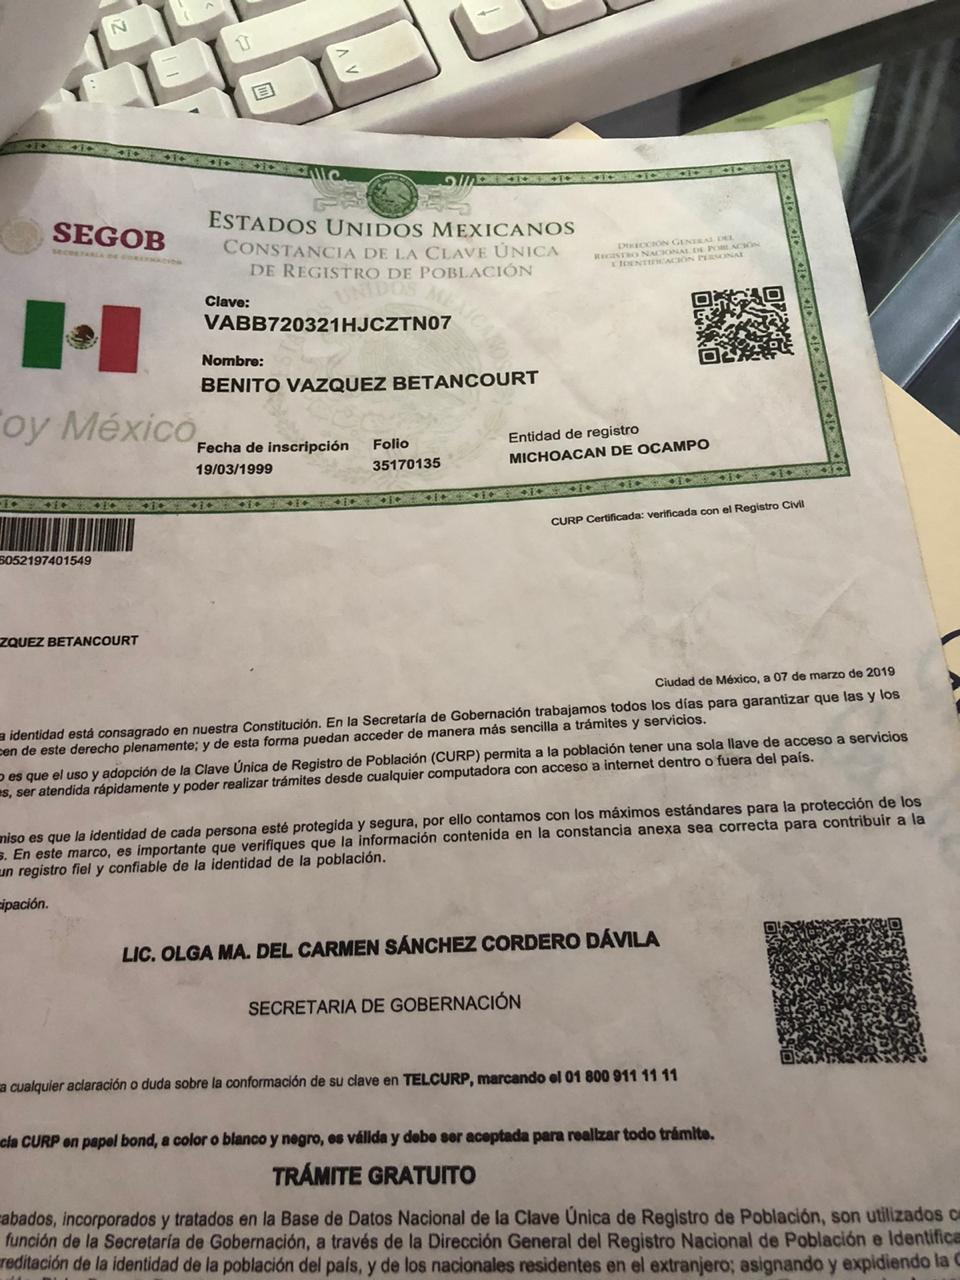 SEGOB
SECRETARÍA DE GOBERNACIÓN
ESTADOS UNIDOS MEXICANOS
CONSTANCIA DE LA CLAVE ÚNICA
DE REGISTRO DE POBLACIÓN
DIRECCIÓN GENERAL DEL
REGISTRO NACIONAL DE POBLACIÓN
E IDENTIFICACIÓN PERSONAL
Clave:
VABB720321HJCZTN07
Nombre:
BENITO VAZQUEZ BETANCOURT
oy México
Fecha de inscripción
19/03/1999
Folio
35170135
Entidad de registro
MICHOACAN DE OCAMPO
CURP Certificada: verificada con el Registro Civil
6052197401549
ZQUEZ BETANCOURT
Ciudad de México, a 07 de marzo de 2019
a identidad está consagrado en nuestra Constitución. En la Secretaría de Gobernación trabajamos todos los días para garantizar que las y los
cen de este derecho plenamente; y de esta forma puedan acceder de manera más sencilla a trámites y servicios.
o es que el uso y adopción de la Clave Única de Registro de Población (CURP) permita a la población tener una sola llave de acceso a servicios
es, ser atendida rápidamente y poder realizar trámites desde cualquier computadora con acceso a internet dentro o fuera del país.
miso es que la identidad de cada persona esté protegida y segura, por ello contamos con los máximos estándares para la protección de los
s. En este marco, es importante que verifiques que la información contenida en la constancia anexa sea correcta para contribuir a la
un registro fiel y confiable de la identidad de la población.
cipación.
LIC. OLGA MA. DEL CARMEN SÁNCHEZ CORDERO DÁVILA
SECRETARIA DE GOBERNACIÓN
a cualquier aclaración o duda sobre la conformación de su clave en TELCURP, marcando el 01 800 911 11 11
cia CURP en papel bond, a color o blanco y negro, es válida y debe ser aceptada para realizar todo trámite.
TRÁMITE GRATUITO
abados, incorporados y tratados en la Base de Datos Nacional de la Clave Única de Registro de Población, son utilizados c
función de la Secretaría de Gobernación, a través de la Dirección General del Registro Nacional de Población e Identifica
reditación de la identidad de la población del país, y de los nacionales residentes en el extranjero; asignando y expidiendo la C